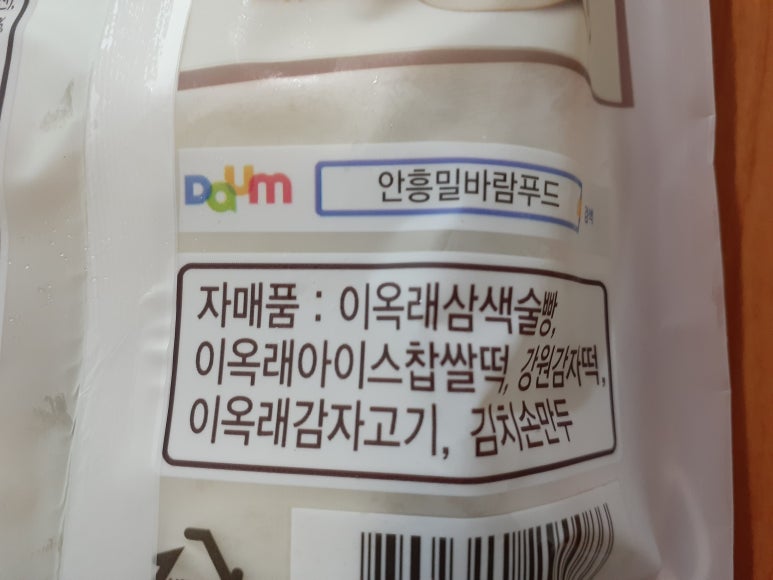 Daum 안흥밀바람푸드 검색
자매품 : 이옥래삼색술빵,
이옥래아이스찹쌀떡, 강원감자떡,
이옥래감자고기, 김치손만두